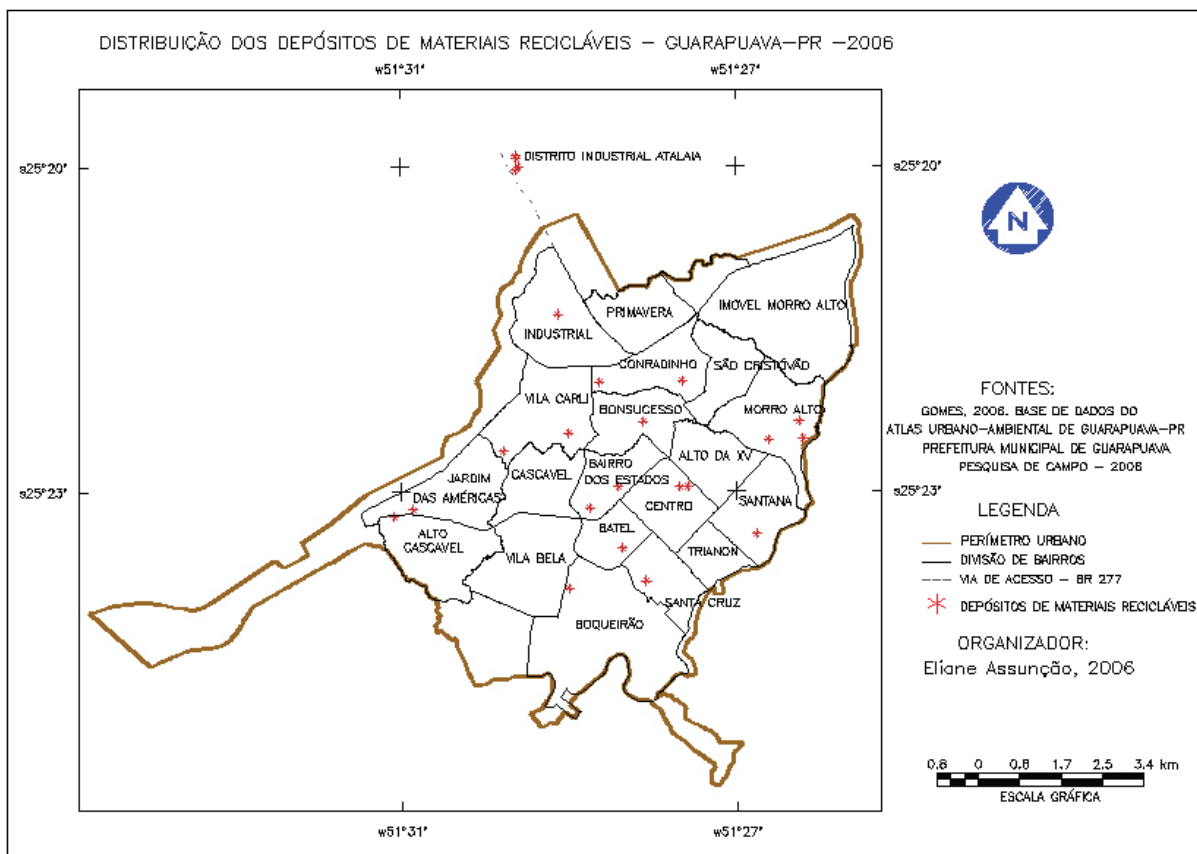 DISTRIBUIÇÃO DOS DEPÓSITOS DE MATERIAIS RECICLÁVEIS – GUARAPUAVA–PR –2006
w51°31' w51°27'
s25°20' s25°20'
DISTRITO INDUSTRIAL ATALAIA
N
IMOVEL MORRO ALTO
PRIMAVERA
INDUSTRIAL
CONRADINHO
SÃO CRISTÓVÃO
VILA CARLI
BONSUCESSO
MORRO ALTO
ALTO DA XV
CASCAVEL
BAIRRO
DOS ESTADOS
JARDIM
DAS AMÉRICAS
CENTRO
SANTANA
s25°23' s25°23'
ALTO
CASCAVEL
BATEL
VILA BELA
TRIANON
SANTA CRUZ
BOQUEIRÃO
w51°31' w51°27'
FONTES:
GOMES, 2006. BASE DE DADOS DO
ATLAS URBANO–AMBIENTAL DE GUARAPUAVA–PR
PREFEITURA MUNICIPAL DE GUARAPUAVA
PESQUISA DE CAMPO – 2006
LEGENDA
PERÍMETRO URBANO
DIVISÃO DE BAIRROS
VIA DE ACESSO – BR 277
DEPÓSITOS DE MATERIAIS RECICLÁVEIS
ORGANIZADOR:
Eliane Assunção, 2006
0.8 0 0.8 1.7 2.5 3.4 km
ESCALA GRÁFICA